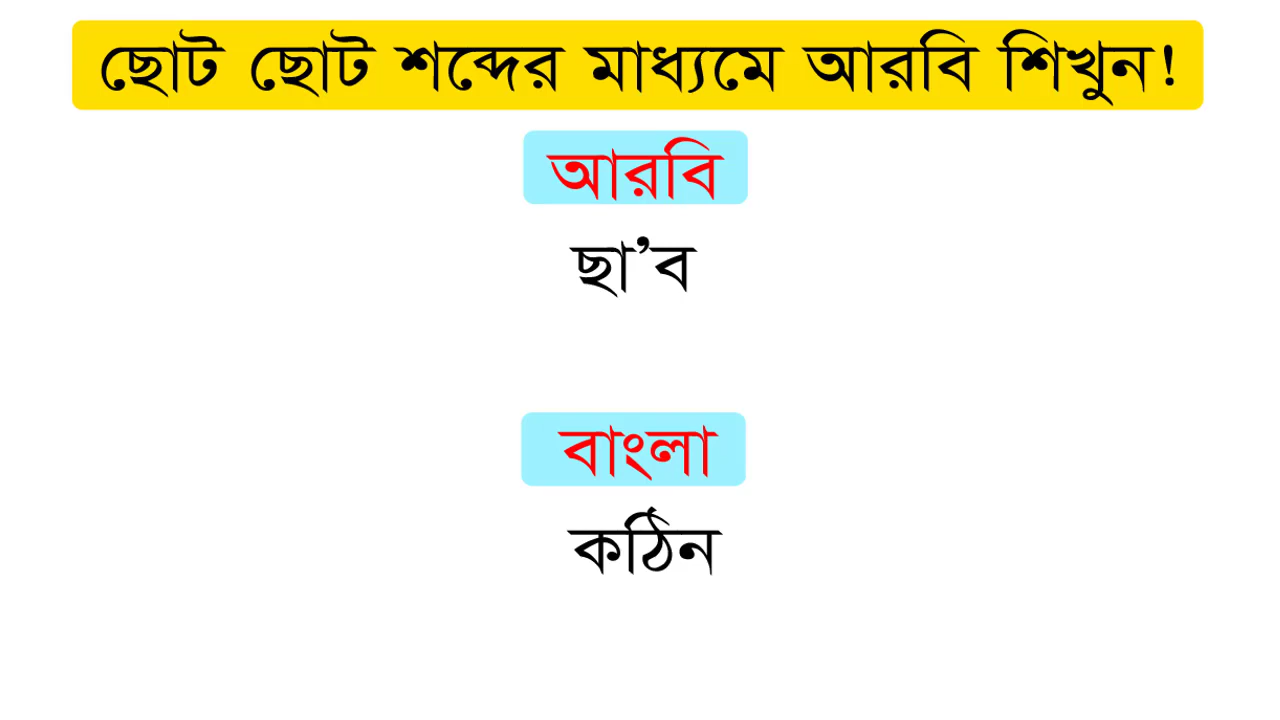 ছোট ছোট শব্দের মাধ্যমে আরবি শিখুন!
আরবি
ছা’ব
বাংলা
কঠিন